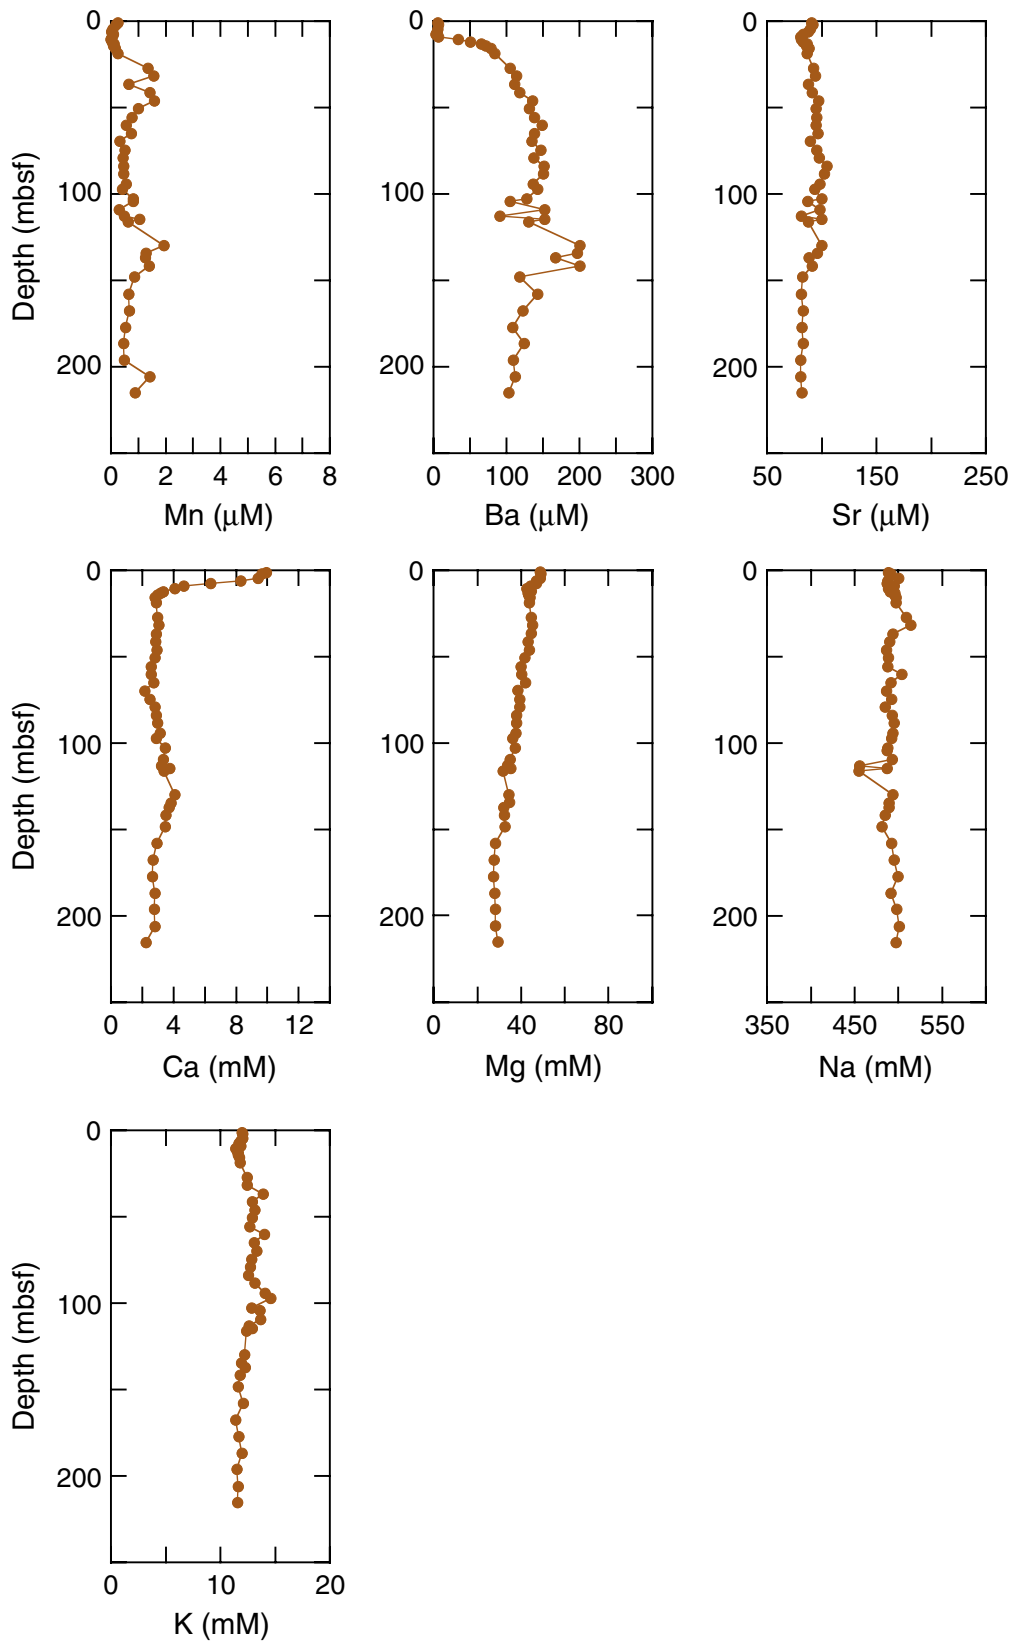 0
100
200
Depth (mbsf)
0 2 4 6 8
Mn (μM)
0
100
200
0 100 200 300
Ba (μM)
0
100
200
50 150 250
Sr (μM)
0
100
200
Depth (mbsf)
0 4 8 12
Ca (mM)
0
100
200
0 40 80
Mg (mM)
0
100
200
350 450 550
Na (mM)
0
100
200
Depth (mbsf)
0 10 20
K (mM)